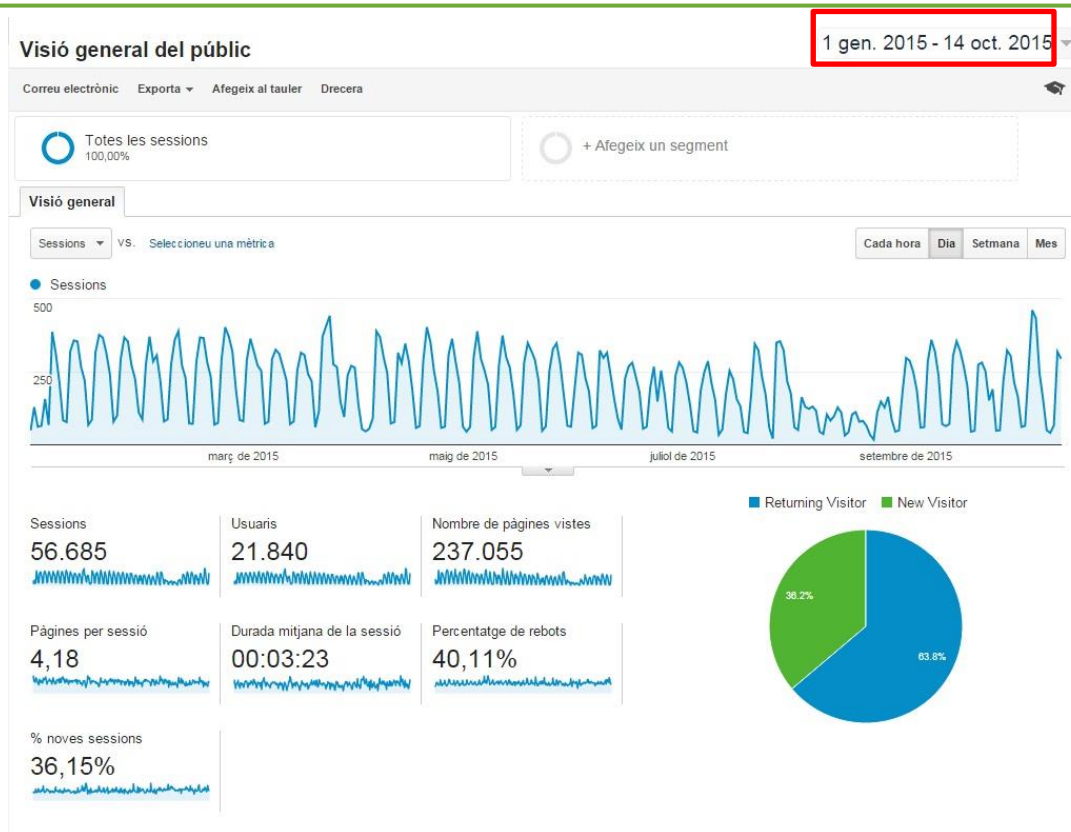 Visió general del públic
1 gen. 2015 - 14 oct. 2015
Correu electrònic Exporta Afegeix al tauler Drecera
Totes les sessions
100,00%
+ Afegeix un segment
Visió general
Sessions VS. Seleccioneu una mètrica
Cada hora Dia Setmana Mes
Sessions
500
250
març de 2015 maig de 2015 juliol de 2015 setembre de 2015
Returning Visitor New Visitor
Sessions Usuaris Nombre de pàgines vistes
56.685 21.840 237.055
36.2%
63.8%
Pàgines per sessió Durada mitjana de la sessió Percentatge de rebots
4,18 00:03:23 40,11%
% noves sessions
36,15%